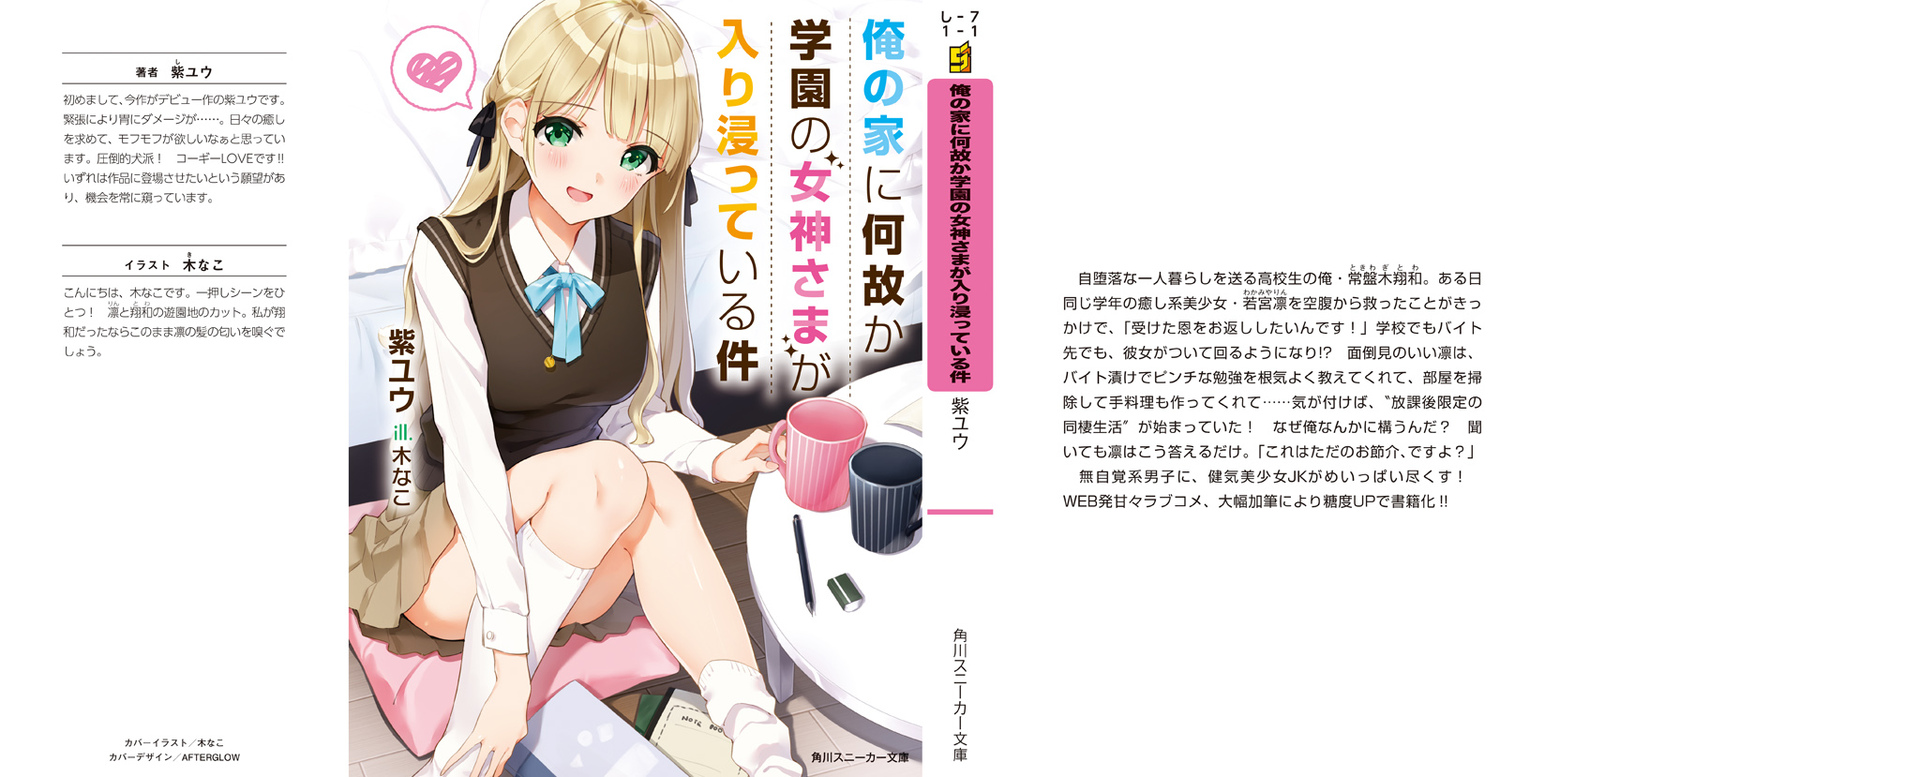 著者　紫ユウ
し
初めまして、今作がデビュー作の紫ユウです。
緊張により胃にダメージが……。日々の癒し
を求めて、モフモフが欲しいなぁと思ってい
ます。圧倒的犬派！　コーギーLOVEです!!
いずれは作品に登場させたいという願望があ
り、機会を常に窺っています。
イラスト　木なこ
き
こんにちは、木なこです。一押しシーンをひ
とつ！　凛と翔和の遊園地のカット。私が翔
りん　とわ
和だったならこのまま凛の髪の匂いを嗅ぐで
しょう。
カバーイラスト／木なこ
カバーデザイン／AFTERGLOW
俺の家に何故か
学園の女神さまが
入り浸っている件
紫ユウ
ill.木なこ
NOTE BOOK
角川スニーカー文庫
し-7
1-1
俺の家に何故か学園の女神さまが入り浸っている件
紫ユウ
角川スニーカー文庫
自堕落な一人暮らしを送る高校生の俺・常盤木翔和。ある日
ときわぎとわ
同じ学年の癒し系美少女・若宮凛を空腹から救ったことがきっ
わかみやりん
かけで、「受けた恩をお返ししたいんです！」学校でもバイト
先でも、彼女がついて回るようになり!?　面倒見のいい凛は、
バイト漬けでピンチな勉強を根気よく教えてくれて、部屋を掃
除して手料理も作ってくれて……気が付けば、〝放課後限定の
同棲生活〟が始まっていた！　なぜ俺なんかに構うんだ？　聞
いても凛はこう答えるだけ。「これはただのお節介、ですよ？」
無自覚系男子に、健気美少女JKがめいっぱい尽くす！
WEB発甘々ラブコメ、大幅加筆により糖度UPで書籍化!!